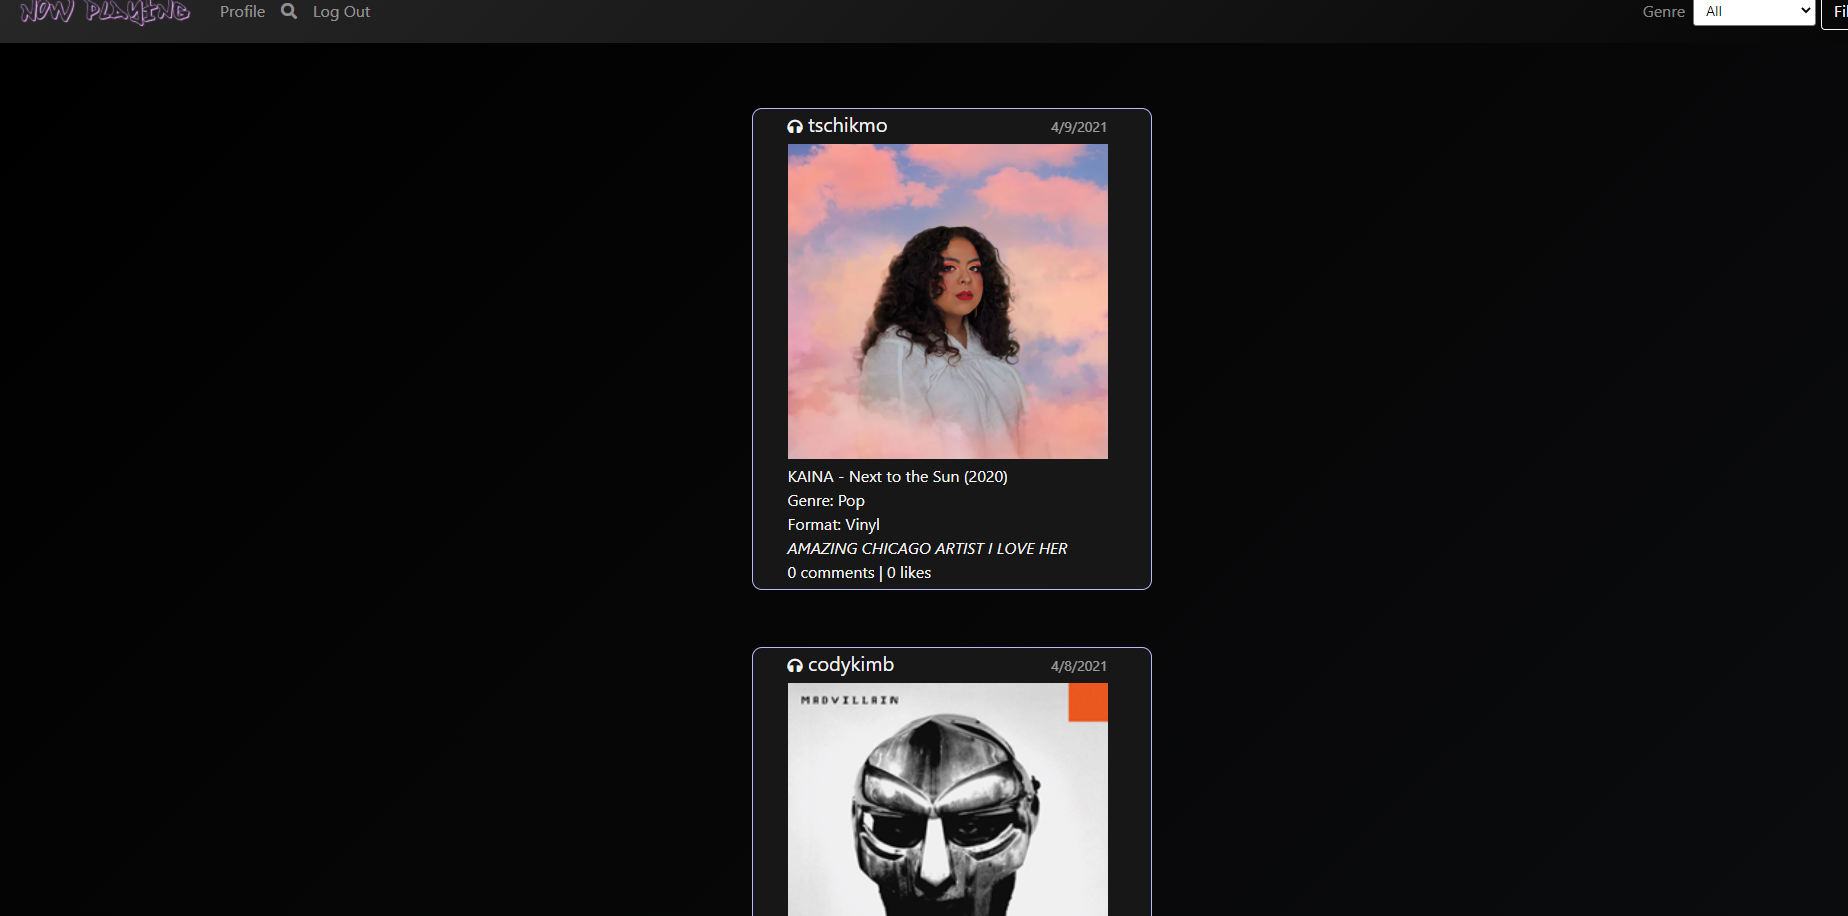 NOW PLAYING Profile Log Out Genre All
tschikmo 4/9/2021
KAINA - Next to the Sun (2020)
Genre: Pop
Format: Vinyl
AMAZING CHICAGO ARTIST I LOVE HER
0 comments | 0 likes
codykimb 4/8/2021
MADVILLAIN